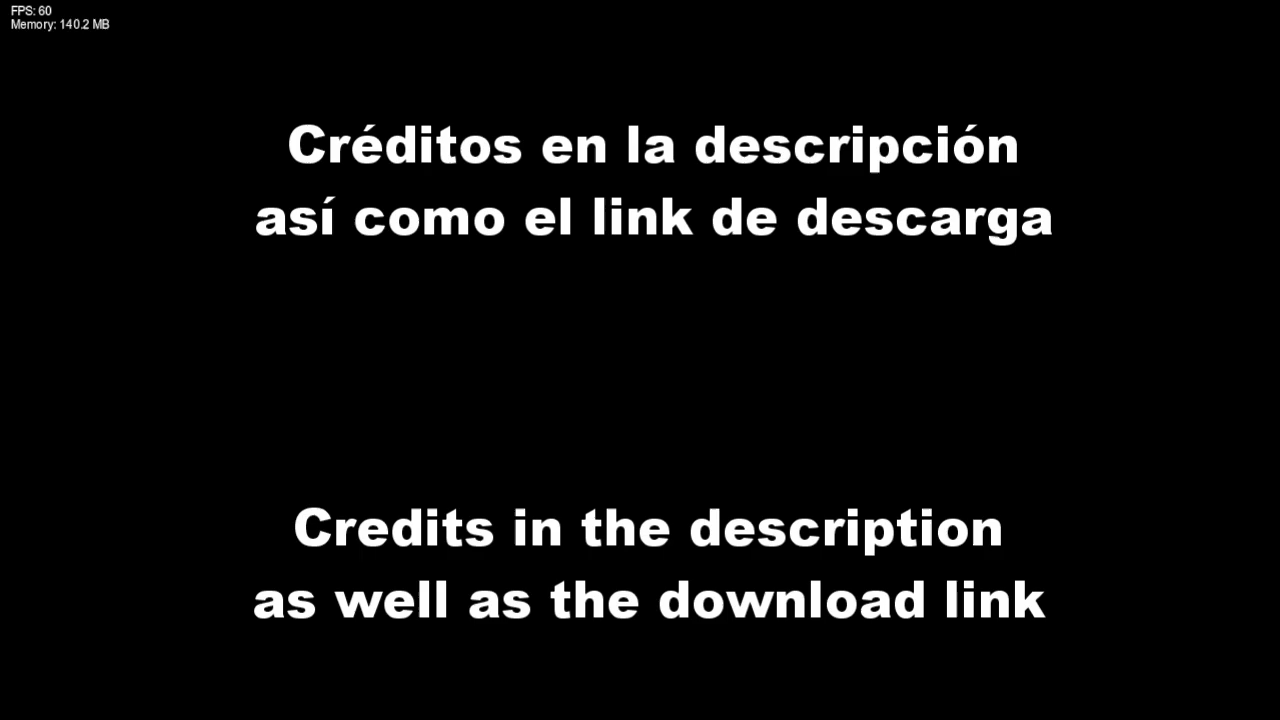 FPS: 60
Memory: 140.2 MB
Créditos en la descripción
así como el link de descarga
Credits in the description
as well as the download link